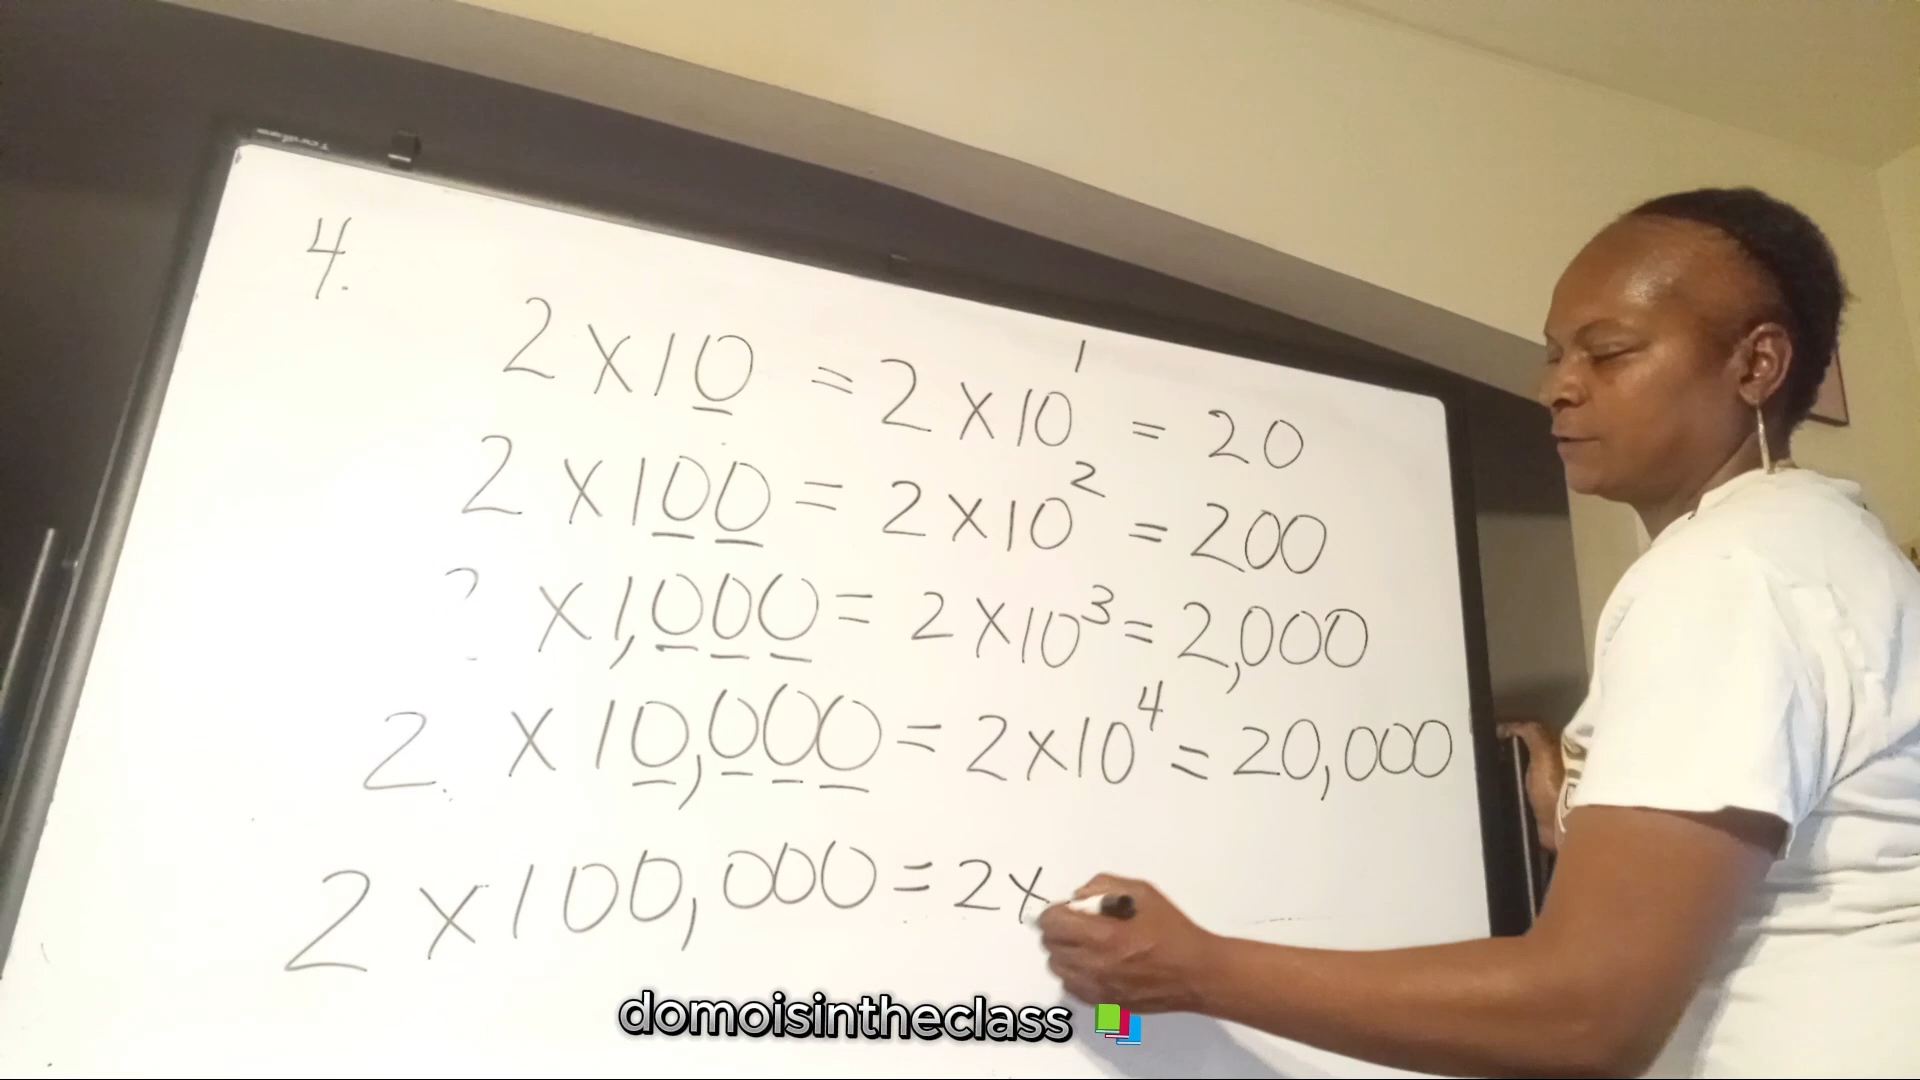 4.
2 x 10 = 2 x 10¹ = 20
2 x 100 = 2 x 10² = 200
2 x 1,000 = 2 x 10³ = 2,000
2 x 10,000 = 2 x 10⁴ = 20,000
2 x 100,000 = 2 x
domoisintheclass